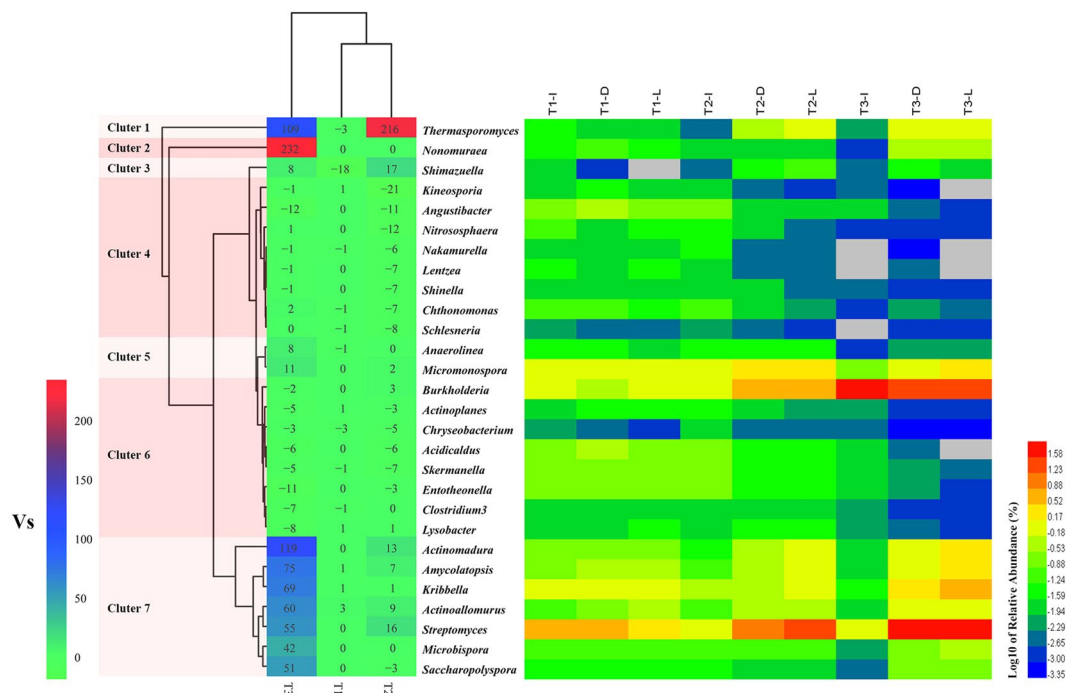 T1-I T1-D T1-L T2-I T2-D T2-L T3-I T3-D T3-L
Cluter 1 109 −3 216 Thermasporomyces
Cluter 2 232 0 0 Nonomuraea
Cluter 3 8 −18 17 Shimazuella
−1 1 −21 Kineosporia
−12 0 −11 Angustibacter
1 0 −12 Nitrososphaera
Cluter 4 −1 −1 −6 Nakamurella
−1 0 −7 Lentzea
−1 0 −7 Shinella
2 −1 −7 Chthonomonas
0 −1 −8 Schlesneria
Cluter 5 8 −1 0 Anaerolinea
11 0 2 Micromonospora
−2 0 3 Burkholderia
−5 1 −3 Actinoplanes
−3 −3 −5 Chryseobacterium
Cluter 6 −6 0 −6 Acidicaldus
−5 −1 −7 Skermanella
−11 0 −3 Entotheonella
−7 −1 0 Clostridium3
−8 1 1 Lysobacter
119 0 13 Actinomadura
75 1 7 Amycolatopsis
69 1 1 Kribbella
Cluter 7 60 3 9 Actinoallomurus
55 0 16 Streptomyces
42 0 0 Microbispora
51 0 −3 Saccharopolyspora
Vs
200
150
100
50
0
Log10 of Relative Abundance (%)
1.58
1.23
0.88
0.52
0.17
-0.18
-0.53
-0.88
-1.24
-1.59
-1.94
-2.29
-2.65
-3.00
-3.35